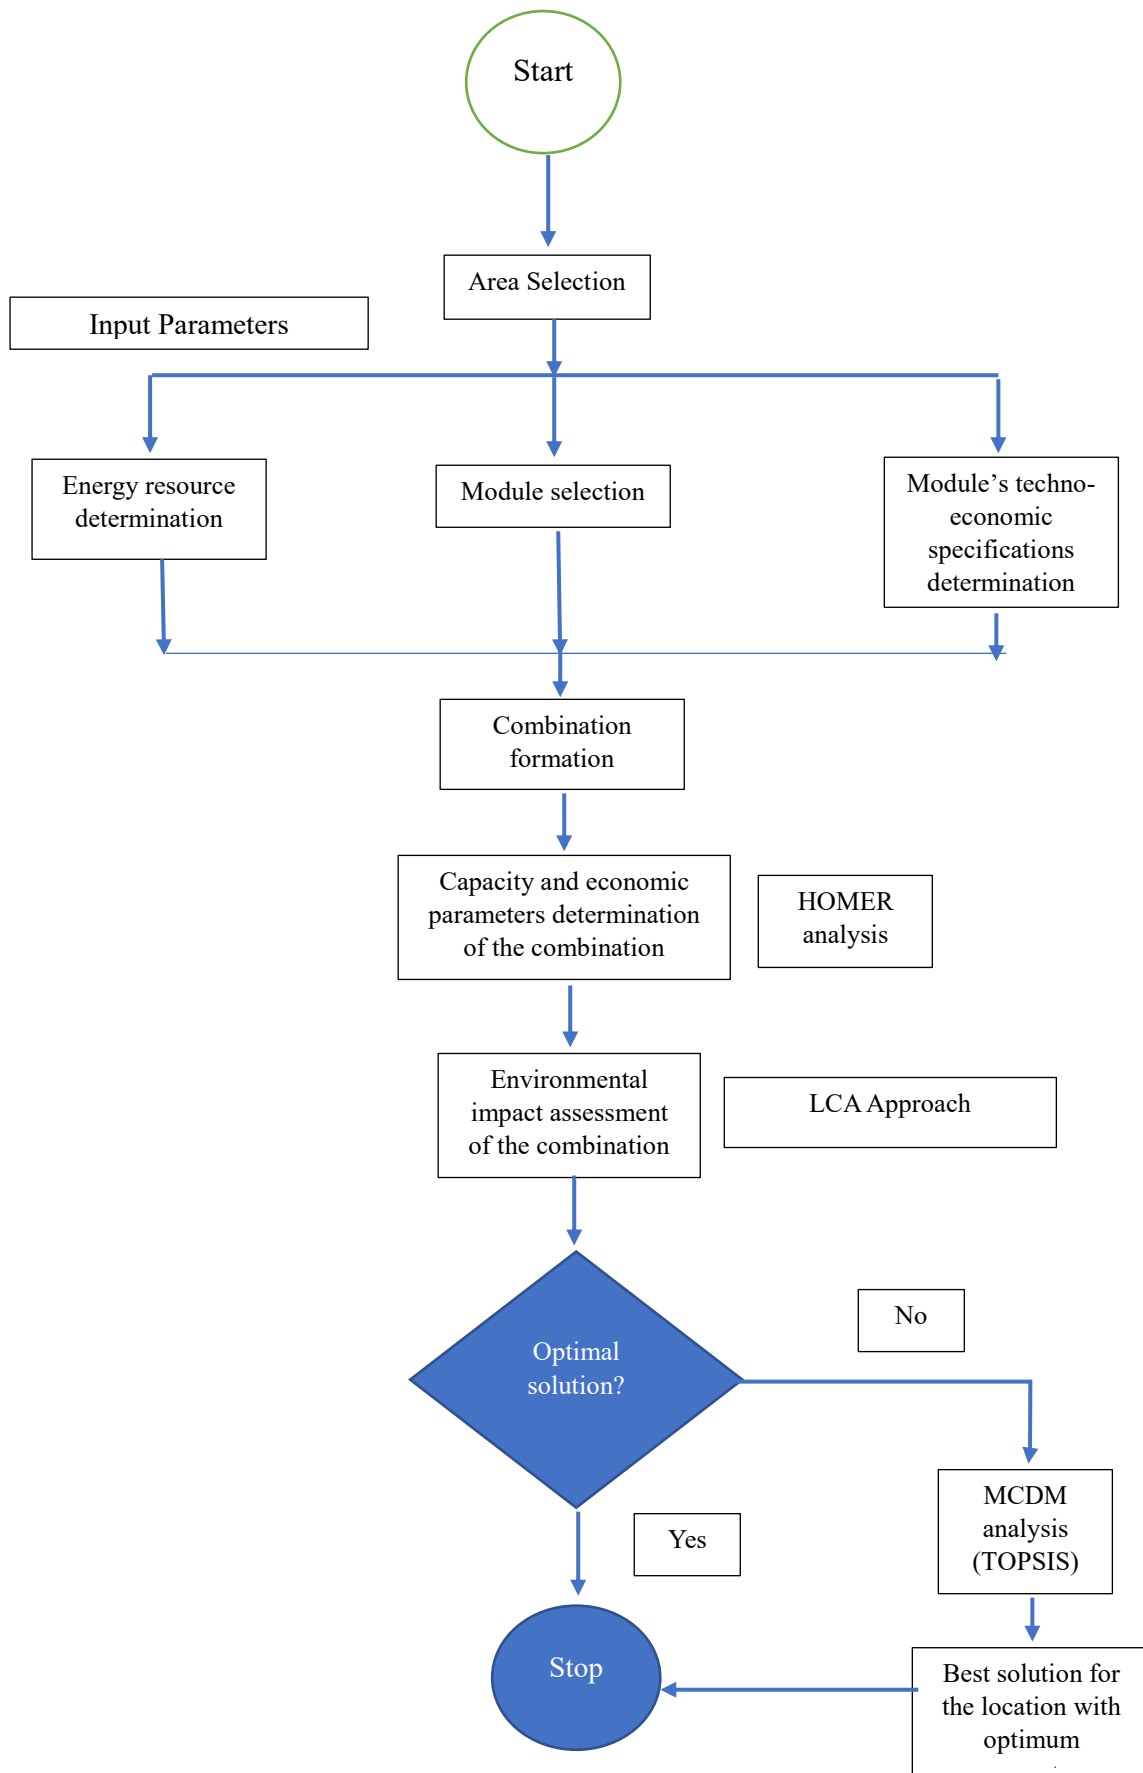 Start
Area Selection
Input Parameters
Energy resource
determination
Module selection
Module’s techno-
economic
specifications
determination
Combination
formation
Capacity and economic
parameters determination
of the combination
HOMER
analysis
Environmental
impact assessment
of the combination
LCA Approach
Optimal
solution?
No
Yes
MCDM
analysis
(TOPSIS)
Stop
Best solution for
the location with
optimum